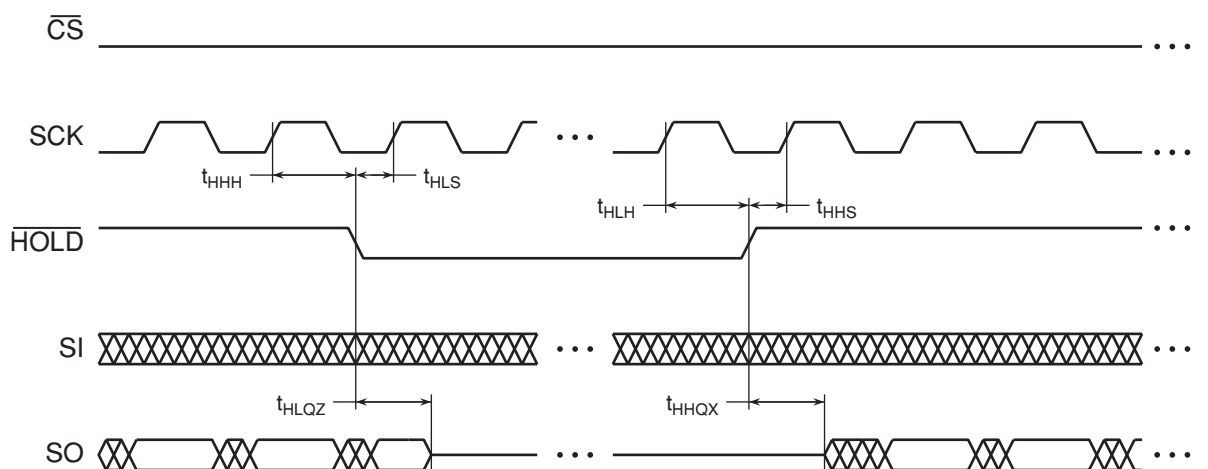 CS
SCK
tHHH
tHLS
tHLH
tHHS
HOLD
SI
tHLQZ
tHHQX
SO